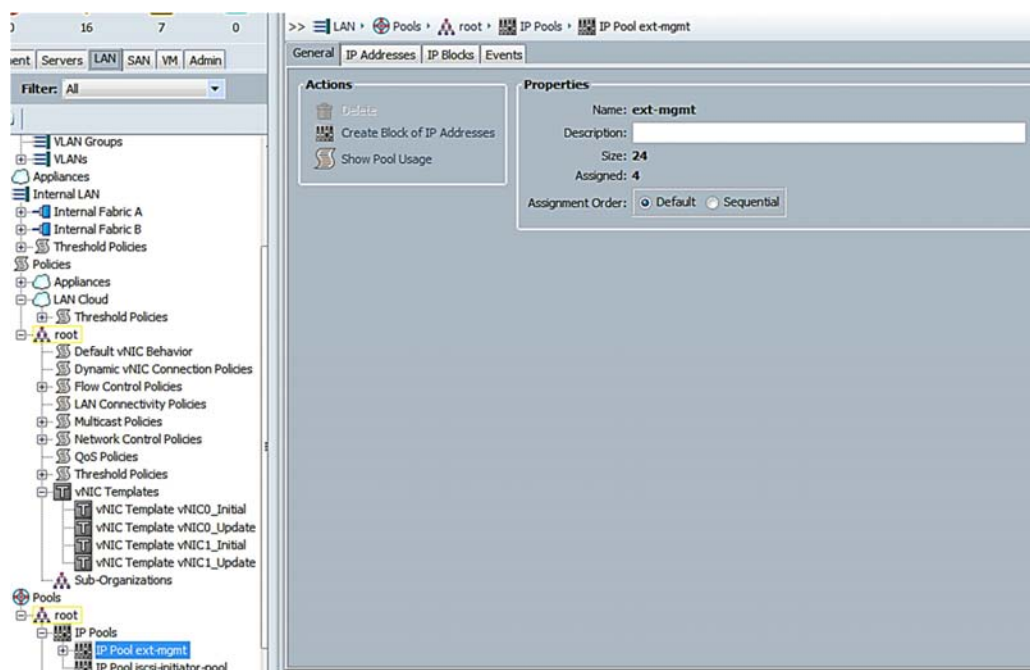 16 7 0
>> LAN › Pools › root › IP Pools › IP Pool ext-mgmt
Servers LAN SAN VM Admin
General IP Addresses IP Blocks Events
Filter: All
Actions
Delete
Create Block of IP Addresses
Show Pool Usage
Properties
Name: ext-mgmt
Description:
Size: 24
Assigned: 4
Assignment Order: Default Sequential
VLAN Groups
VLANs
Appliances
Internal LAN
Internal Fabric A
Internal Fabric B
Threshold Policies
Policies
Appliances
LAN Cloud
Threshold Policies
root
Default vNIC Behavior
Dynamic vNIC Connection Policies
Flow Control Policies
LAN Connectivity Policies
Multicast Policies
Network Control Policies
QoS Policies
Threshold Policies
vNIC Templates
vNIC Template vNIC0_Initial
vNIC Template vNIC0_Update
vNIC Template vNIC1_Initial
vNIC Template vNIC1_Update
Sub-Organizations
Pools
root
IP Pools
IP Pool ext-mgmt
IP Pool iscsi-initiator-pool